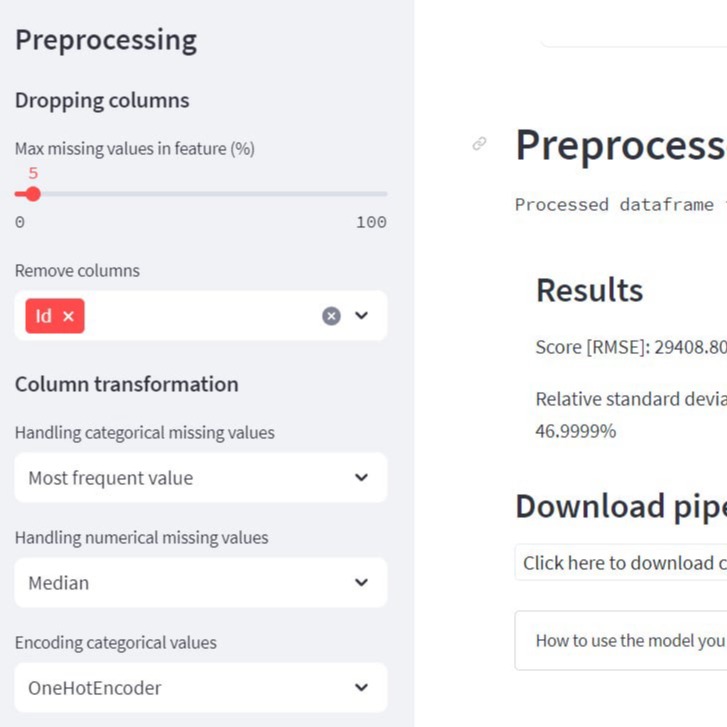 Preprocessing
Dropping columns
Max missing values in feature (%)
5
0 100
Remove columns
Id
Column transformation
Handling categorical missing values
Most frequent value
Handling numerical missing values
Median
Encoding categorical values
OneHotEncoder
Preprocess
Processed dataframe
Results
Score [RMSE]: 29408.80
Relative standard devia
46.9999%
Download pipe
Click here to download c
How to use the model you